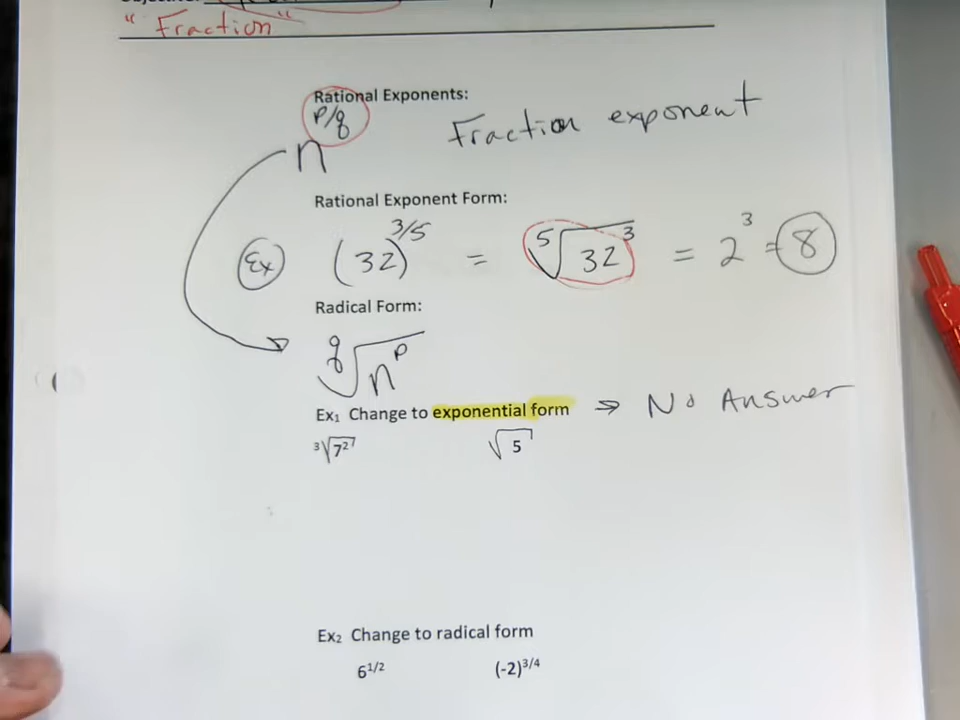 "Fraction"
Rational Exponents:
n^p/q Fraction exponent
Rational Exponent Form:
Ex (32)^3/5 = ⁵√32³ = 2³ = 8
Radical Form:
q√n^p
Ex₁ Change to exponential form → No Answer
³√7²⁷ √5
Ex₂ Change to radical form
6^1/2 (-2)^3/4